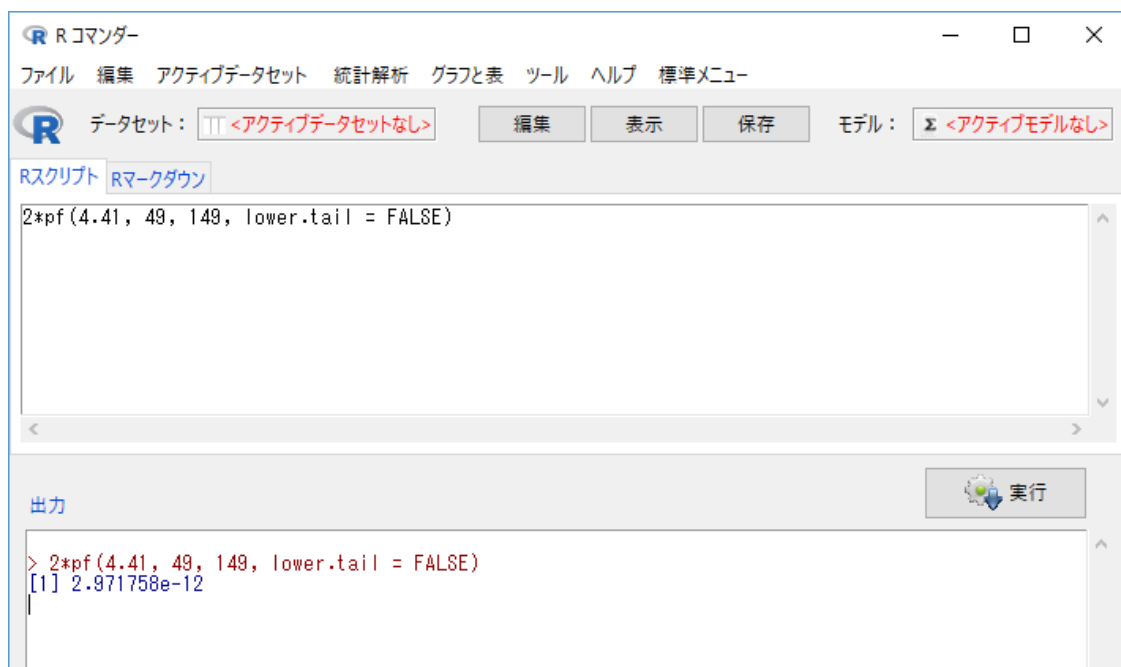 R コマンダー
ファイル 編集 アクティブデータセット 統計解析 グラフと表 ツール ヘルプ 標準メニュー
R データセット： <アクティブデータセットなし> 編集 表示 保存 モデル： Σ <アクティブモデルなし>
Rスクリプト Rマークダウン
2*pf(4.41, 49, 149, lower.tail = FALSE)
出力 実行
> 2*pf(4.41, 49, 149, lower.tail = FALSE)
[1] 2.971758e-12